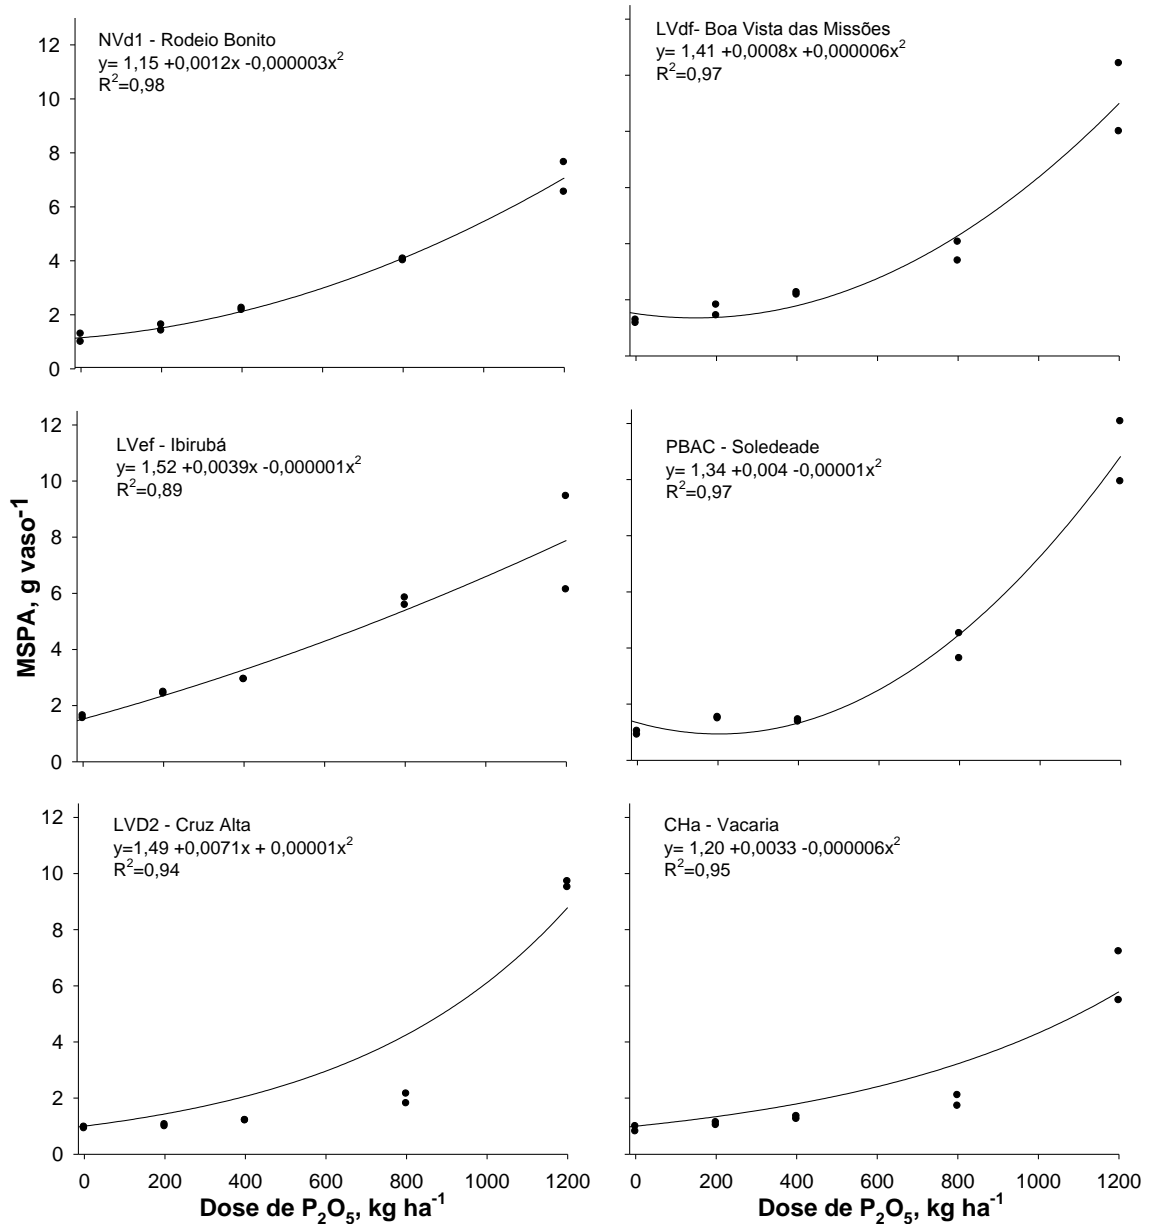 NVd1 - Rodeio Bonito
y= 1,15 +0,0012x -0,000003x²
R²=0,98
12
10
8
6
4
2
0
LVdf- Boa Vista das Missões
y= 1,41 +0,0008x +0,000006x²
R²=0,97
MSPA, g vaso⁻¹
LVef - Ibirubá
y= 1,52 +0,0039x -0,000001x²
R²=0,89
12
10
8
6
4
2
0
PBAC - Soledeade
y= 1,34 +0,004 -0,00001x²
R²=0,97
LVD2 - Cruz Alta
y=1,49 +0,0071x + 0,00001x²
R²=0,94
12
10
8
6
4
2
0
0 200 400 600 800 1000 1200
Dose de P₂O₅, kg ha⁻¹
CHa - Vacaria
y= 1,20 +0,0033 -0,000006x²
R²=0,95
0 200 400 600 800 1000 1200
Dose de P₂O₅, kg ha⁻¹